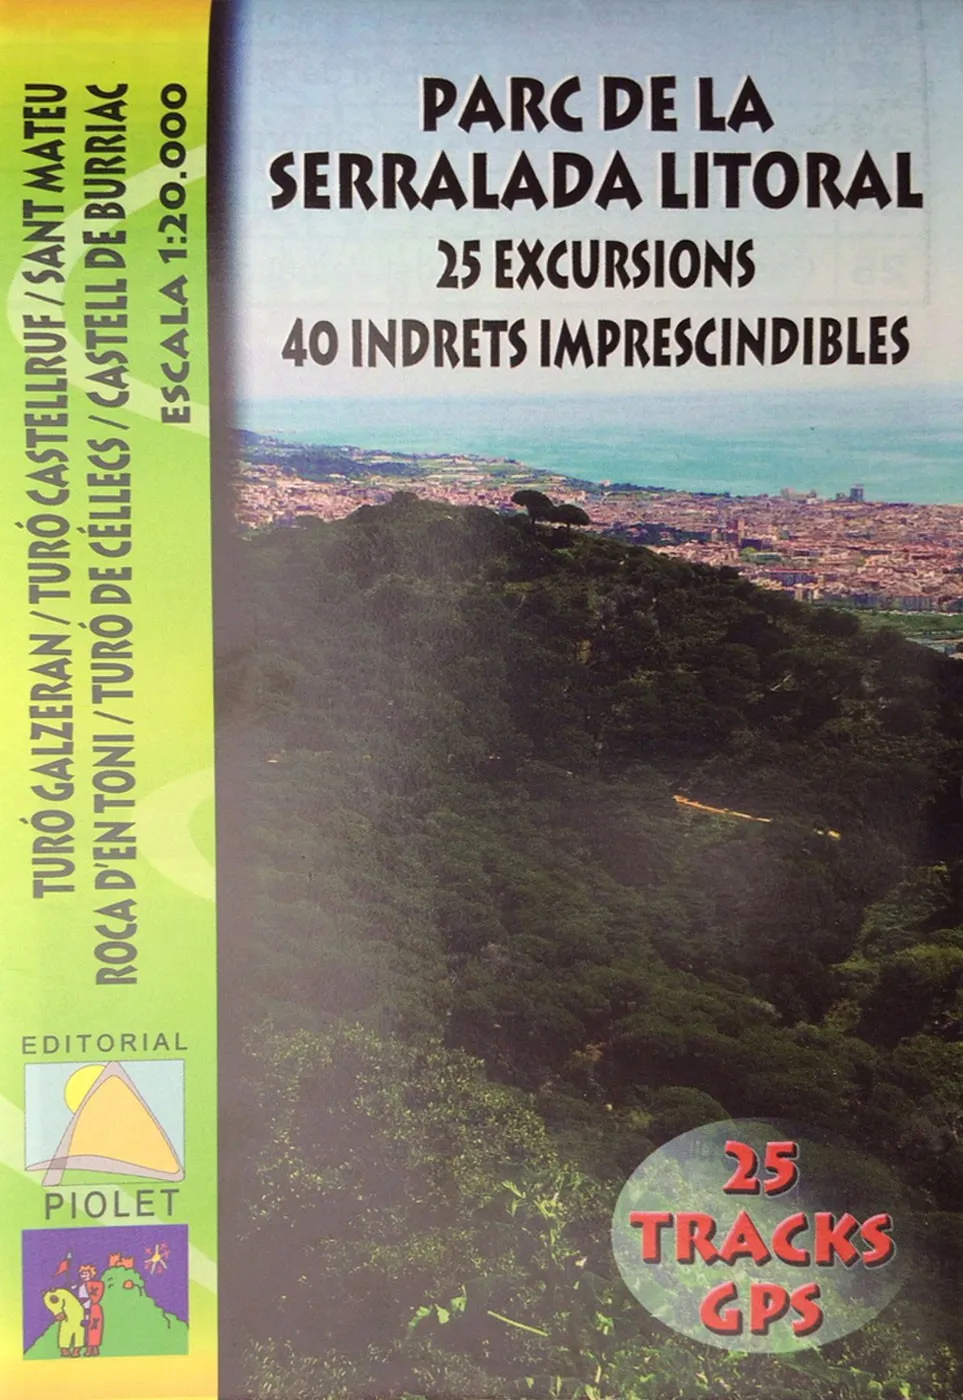 PARC DE LA
SERRALADA LITORAL
25 EXCURSIONS
40 INDRETS IMPRESCINDIBLES
TURÓ GALZERAN / TURÓ CASTELLRUF / SANT MATEU
ROCA D'EN TONI / TURÓ DE CÉLLECS / CASTELL DE BURRIAC
ESCALA 1:20.000
EDITORIAL
PIOLET
25
TRACKS
GPS